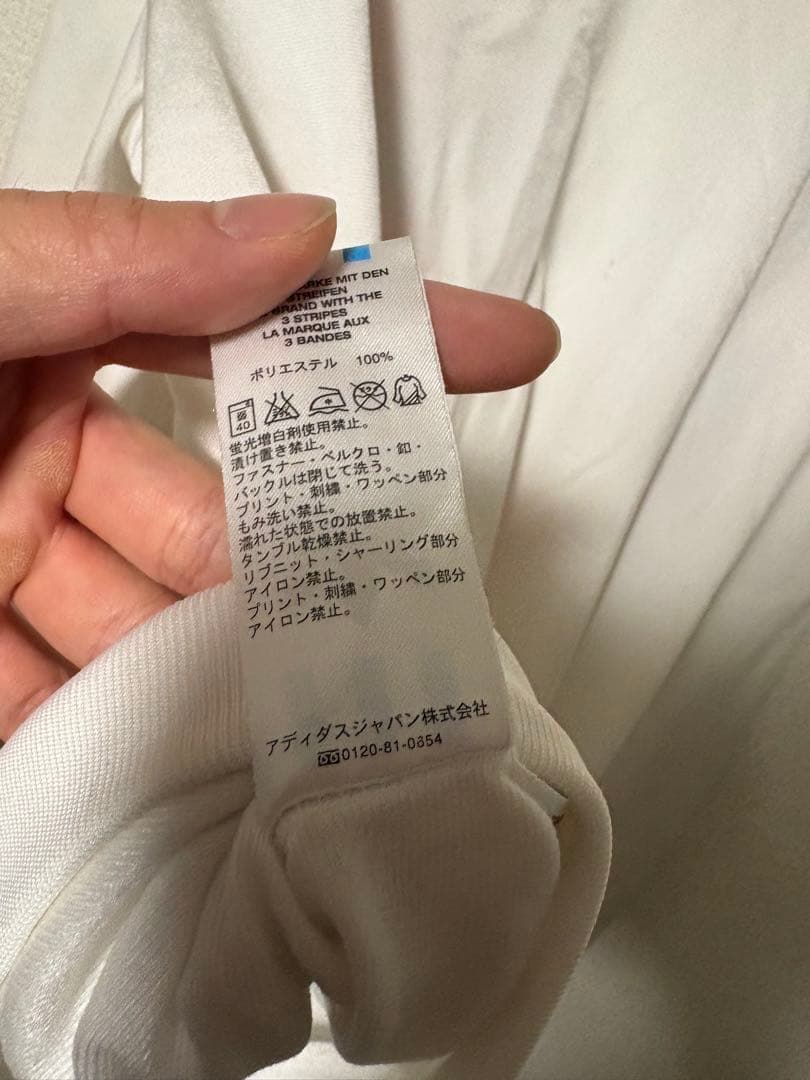 MIT DEN
STREIFEN
BRAND WITH THE
3 STRIPES
LA MARQUE AUX
3 BANDES
ポリエステル 100%
40
蛍光増白剤使用禁止。
漬け置き禁止。
ファスナー・ベルクロ・釦・
バックルは閉じて洗う。
プリント・刺繍・ワッペン部分
もみ洗い禁止。
濡れた状態での放置禁止。
タンブル乾燥禁止。
リブニット・シャーリング部分
アイロン禁止。
プリント・刺繍・ワッペン部分
アイロン禁止。
アディダスジャパン株式会社
0120-81-0654